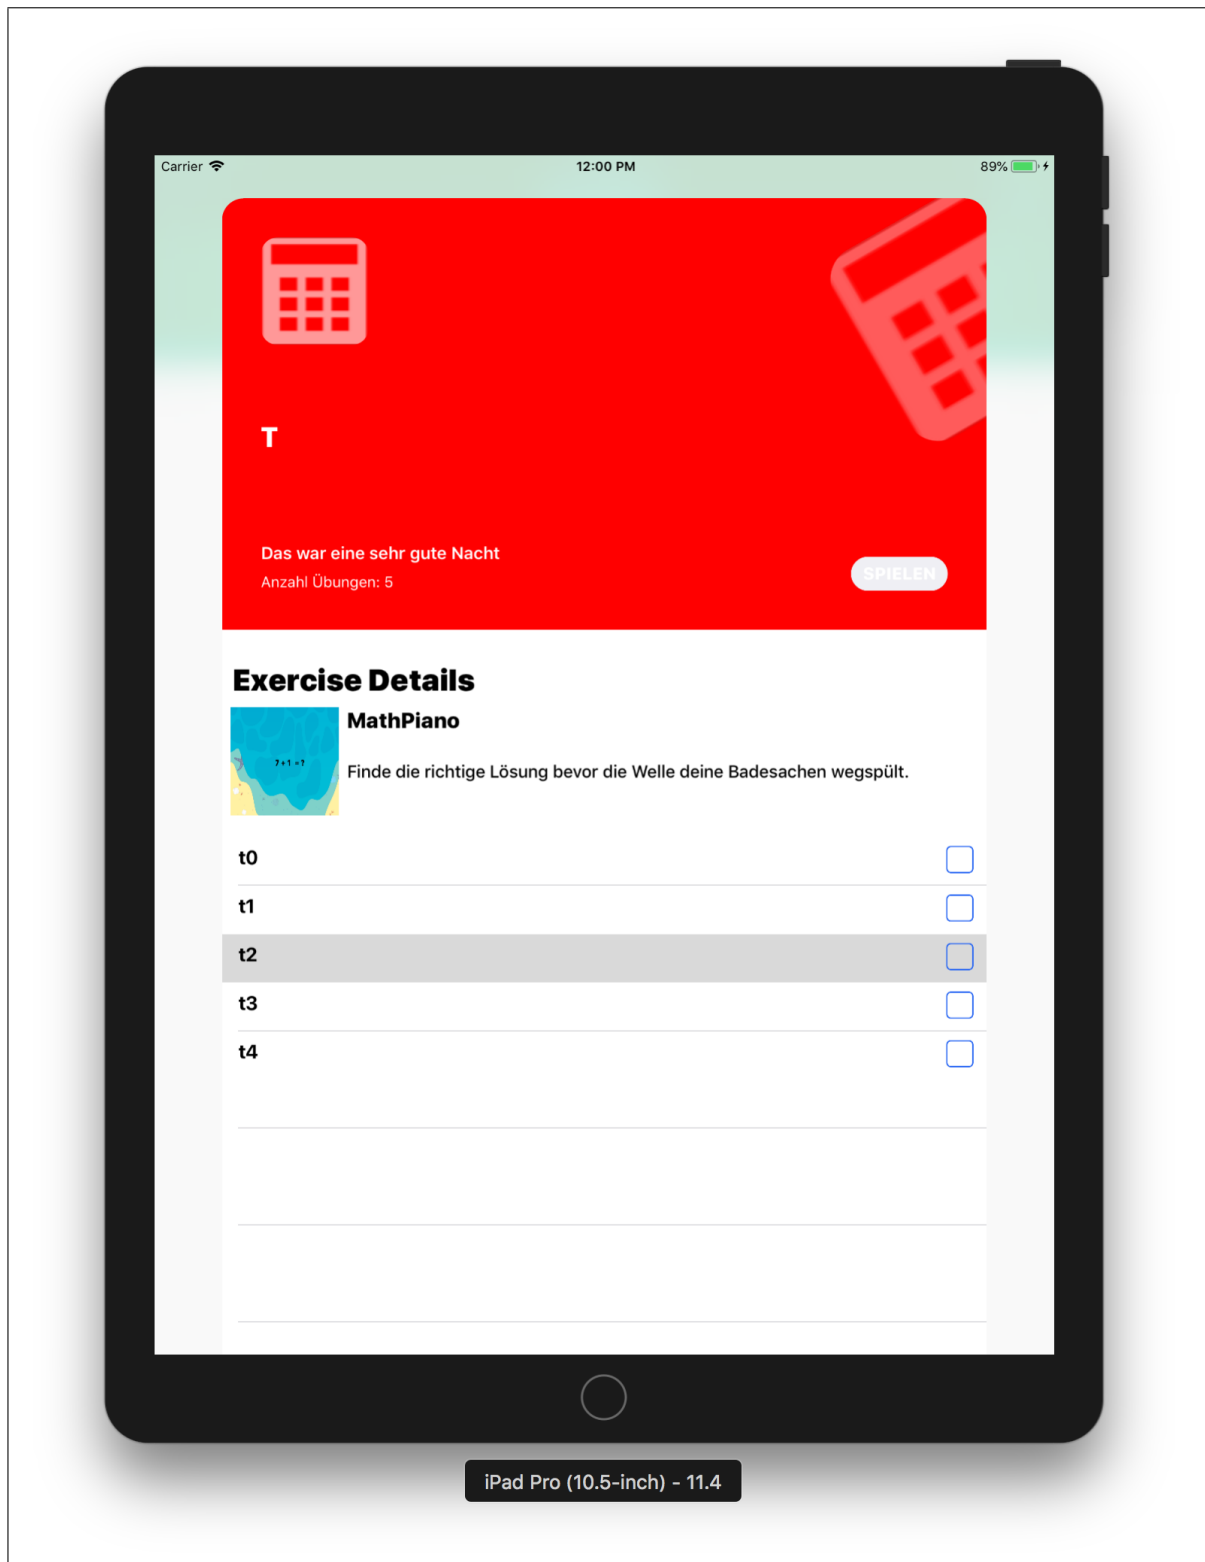 Carrier
12:00 PM
89%
T
Das war eine sehr gute Nacht
Anzahl Übungen: 5
SPIELEN
Exercise Details
MathPiano
7+1 =?
Finde die richtige Lösung bevor die Welle deine Badesachen wegspült.
t0
t1
t2
t3
t4
iPad Pro (10.5-inch) - 11.4